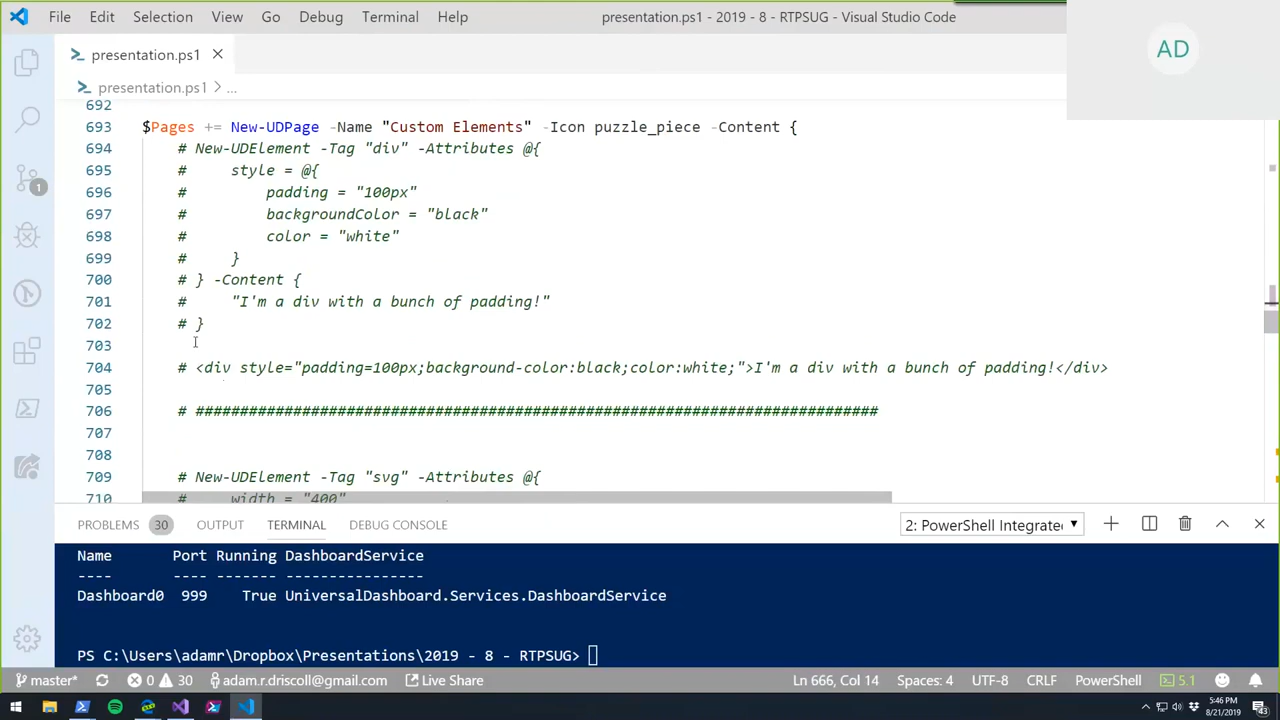 File Edit Selection View Go Debug Terminal Help presentation.ps1 - 2019 - 8 - RTPSUG - Visual Studio Code
AD
presentation.ps1
presentation.ps1 > ...
692
693 $Pages += New-UDPage -Name "Custom Elements" -Icon puzzle_piece -Content {
694 # New-UDElement -Tag "div" -Attributes @{
695 # style = @{
696 # padding = "100px"
697 # backgroundColor = "black"
698 # color = "white"
699 # }
700 # } -Content {
701 # "I'm a div with a bunch of padding!"
702 # }
703
704 # <div style="padding=100px;background-color:black;color:white;">I'm a div with a bunch of padding!</div>
705
706 # #############################################################################
707
708
709 # New-UDElement -Tag "svg" -Attributes @{
710 # width = "400"
1
PROBLEMS 30 OUTPUT TERMINAL DEBUG CONSOLE 2: PowerShell Integrated
Name Port Running DashboardService
---- ---- ------- ----------------
Dashboard0 999 True UniversalDashboard.Services.DashboardService
PS C:\Users\adamr\Dropbox\Presentations\2019 - 8 - RTPSUG>
master* 0 30 adam.r.driscoll@gmail.com Live Share Ln 666, Col 14 Spaces: 4 UTF-8 CRLF PowerShell 5.1
5:46 PM
8/21/2019
43